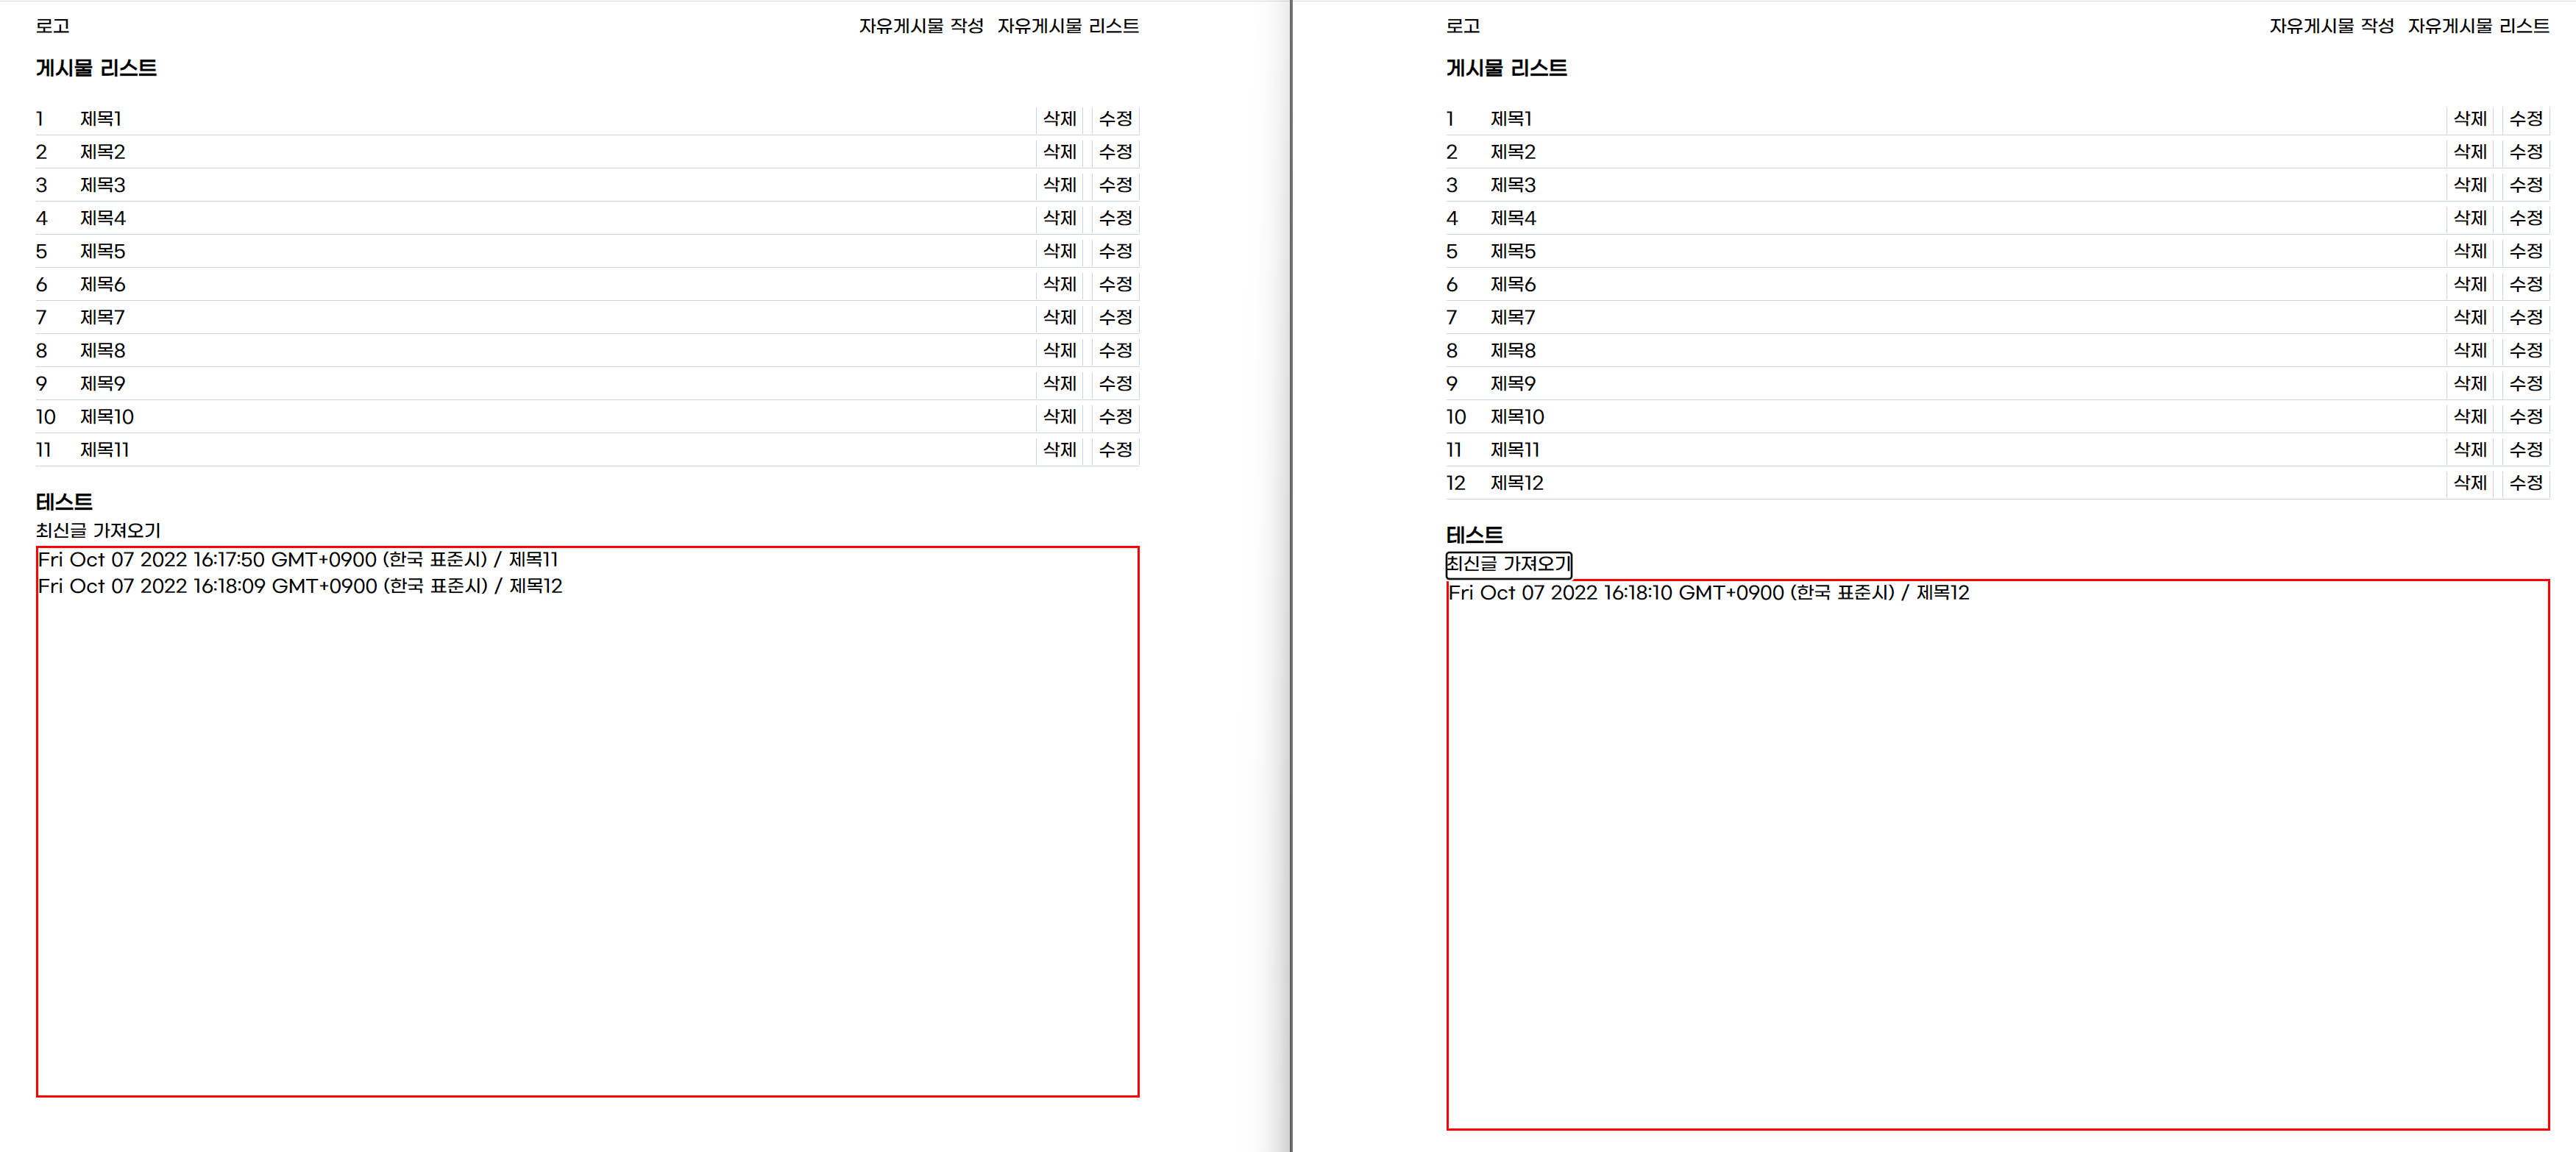 로고 자유게시물 작성 자유게시물 리스트
게시물 리스트
1 제목1 삭제 수정
2 제목2 삭제 수정
3 제목3 삭제 수정
4 제목4 삭제 수정
5 제목5 삭제 수정
6 제목6 삭제 수정
7 제목7 삭제 수정
8 제목8 삭제 수정
9 제목9 삭제 수정
10 제목10 삭제 수정
11 제목11 삭제 수정
테스트
최신글 가져오기
Fri Oct 07 2022 16:17:50 GMT+0900 (한국 표준시) / 제목11
Fri Oct 07 2022 16:18:09 GMT+0900 (한국 표준시) / 제목12
로고 자유게시물 작성 자유게시물 리스트
게시물 리스트
1 제목1 삭제 수정
2 제목2 삭제 수정
3 제목3 삭제 수정
4 제목4 삭제 수정
5 제목5 삭제 수정
6 제목6 삭제 수정
7 제목7 삭제 수정
8 제목8 삭제 수정
9 제목9 삭제 수정
10 제목10 삭제 수정
11 제목11 삭제 수정
12 제목12 삭제 수정
테스트
최신글 가져오기
Fri Oct 07 2022 16:18:10 GMT+0900 (한국 표준시) / 제목12